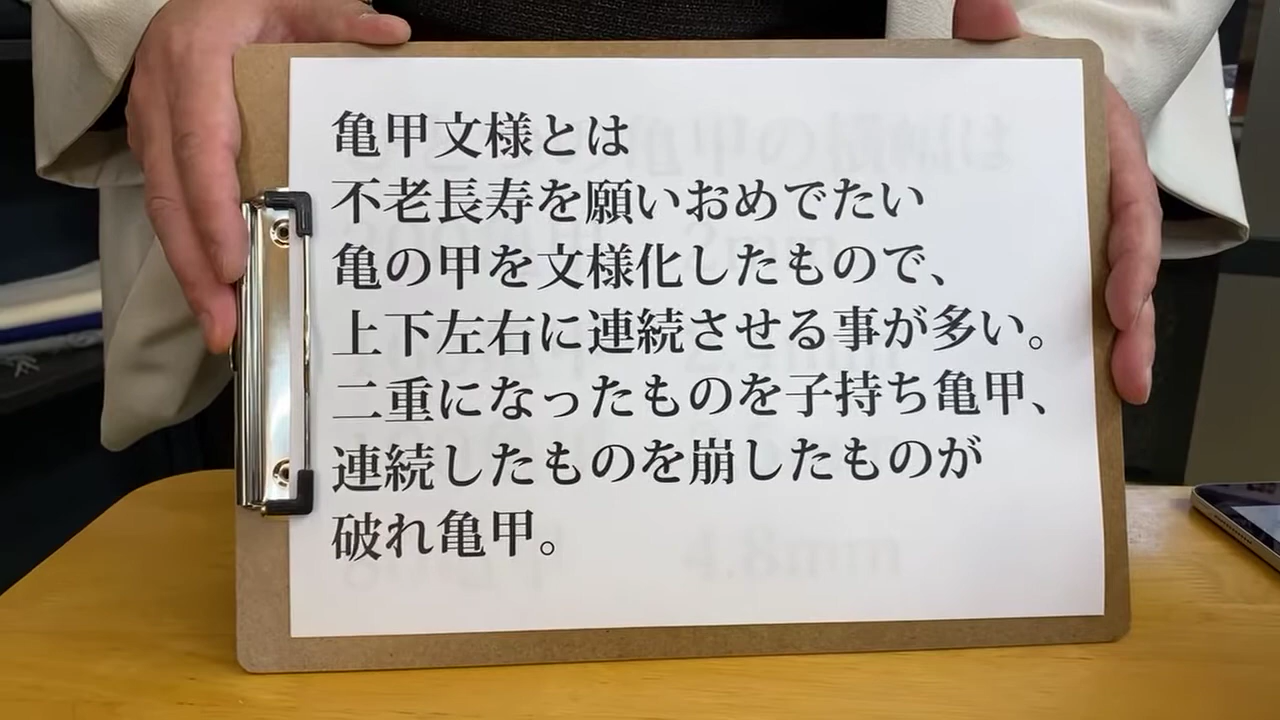 亀甲文様とは
不老長寿を願いおめでたい
亀の甲を文様化したもので、
上下左右に連続させる事が多い。
二重になったものを子持ち亀甲、
連続したものを崩したものが
破れ亀甲。